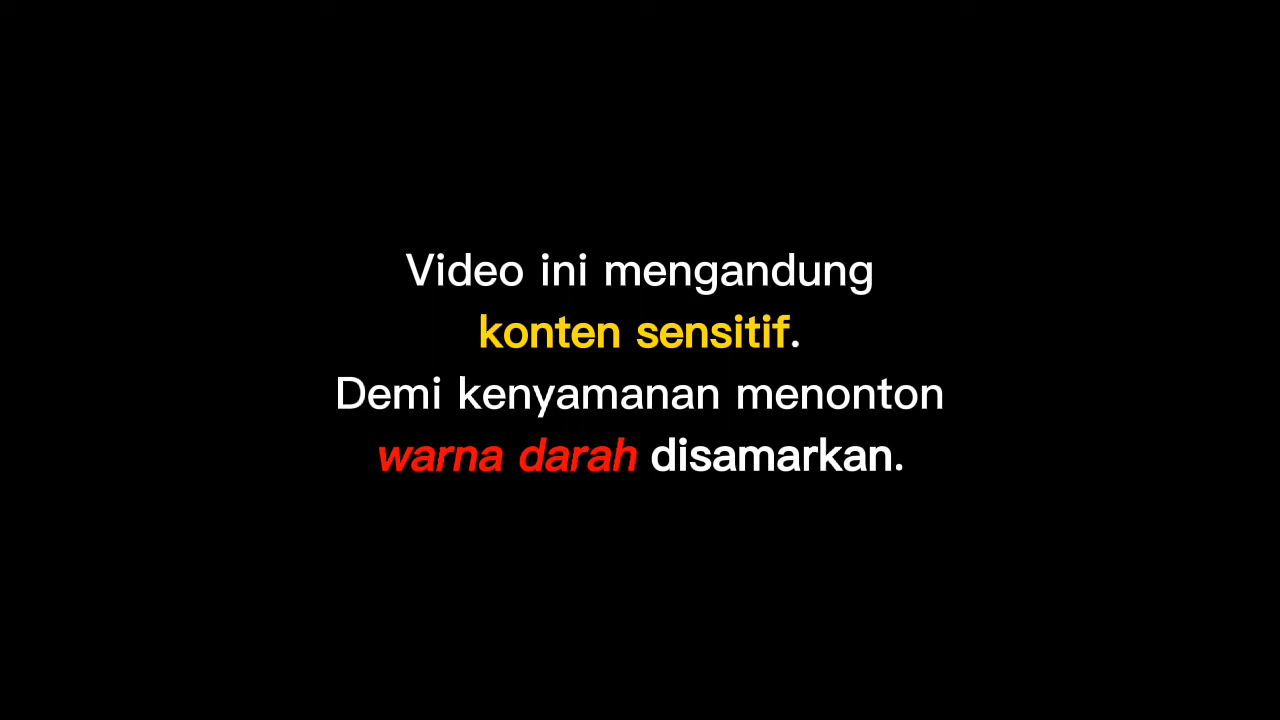 Video ini mengandung
konten sensitif.
Demi kenyamanan menonton
warna darah disamarkan.